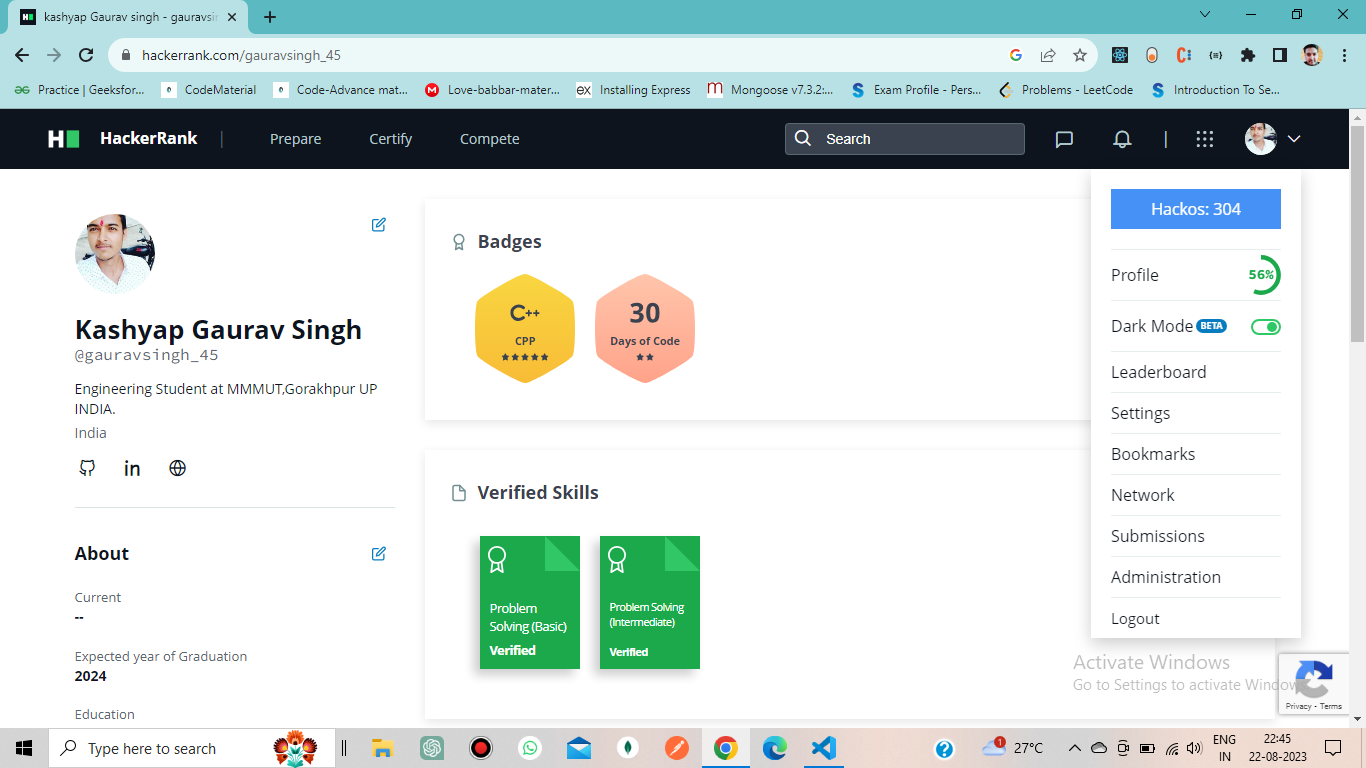 kashyap Gaurav singh - gauravsin
hackerrank.com/gauravsingh_45
Practice | Geeksfor...
CodeMaterial
Code-Advance mat...
Love-babbar-mater...
Installing Express
Mongoose v7.3.2:...
Exam Profile - Pers...
Problems - LeetCode
Introduction To Se...
HackerRank
Prepare
Certify
Compete
Search
Hackos: 304
Profile
56%
Dark Mode BETA
Leaderboard
Settings
Bookmarks
Network
Submissions
Administration
Logout
Kashyap Gaurav Singh
@gauravsingh_45
Engineering Student at MMMUT,Gorakhpur UP
INDIA.
India
About
Current
--
Expected year of Graduation
2024
Education
Badges
C++
CPP
30
Days of Code
Verified Skills
Problem
Solving (Basic)
Verified
Problem Solving
(Intermediate)
Verified
Activate Windows
Go to Settings to activate Windows
Privacy - Terms
Type here to search
1
27°C
ENG
IN
22:45
22-08-2023